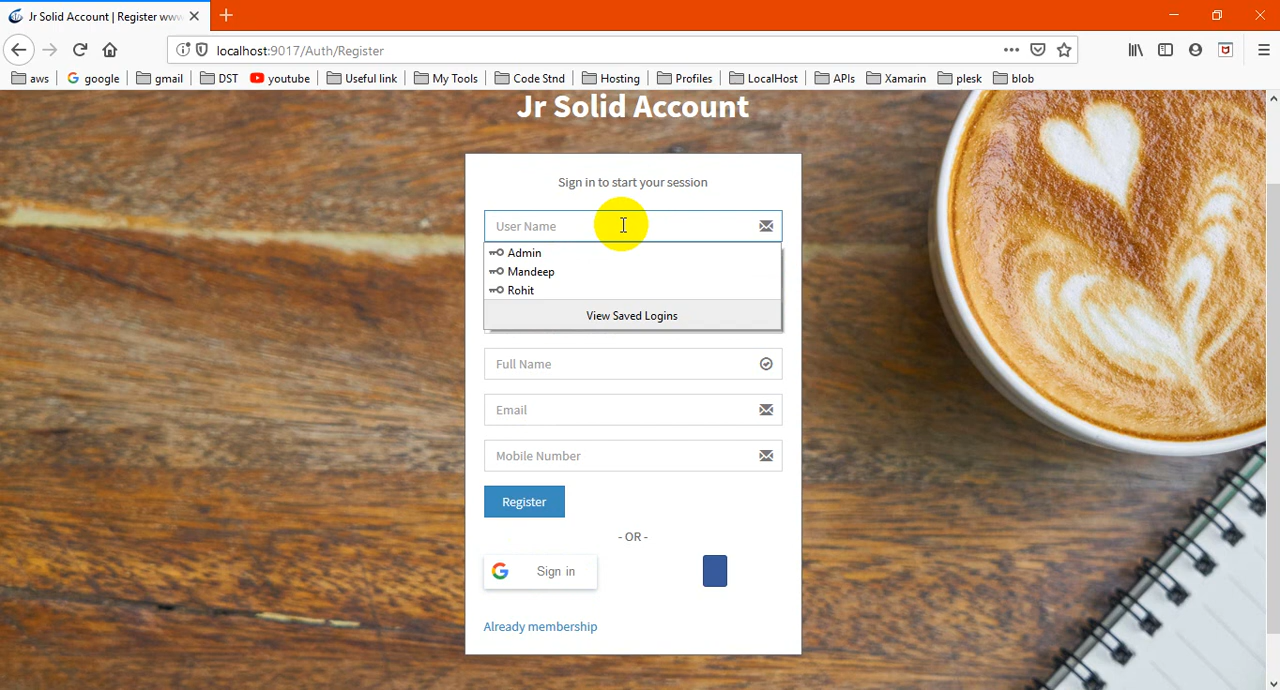 Jr Solid Account | Register www
localhost:9017/Auth/Register
aws google gmail DST youtube Useful link My Tools Code Stnd Hosting Profiles LocalHost APIs Xamarin plesk blob
Jr Solid Account
Sign in to start your session
User Name
Admin
Mandeep
Rohit
View Saved Logins
Full Name
Email
Mobile Number
Register
- OR -
Sign in
Already membership